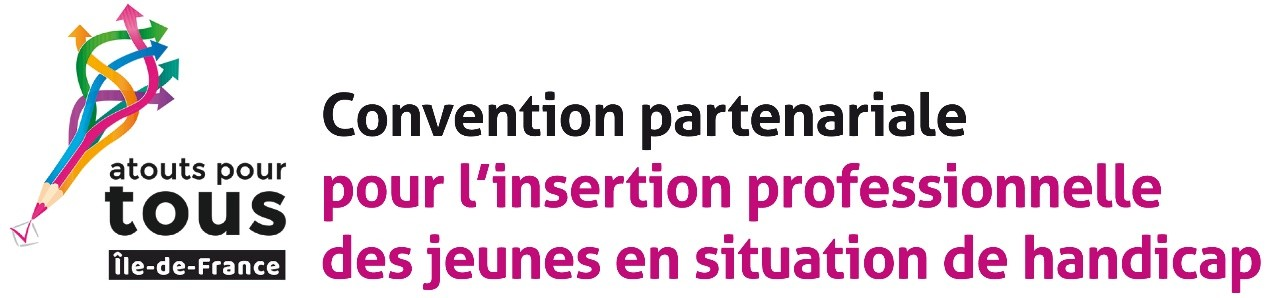 atouts pour
tous
Île-de-France
Convention partenariale
pour l’insertion professionnelle
des jeunes en situation de handicap